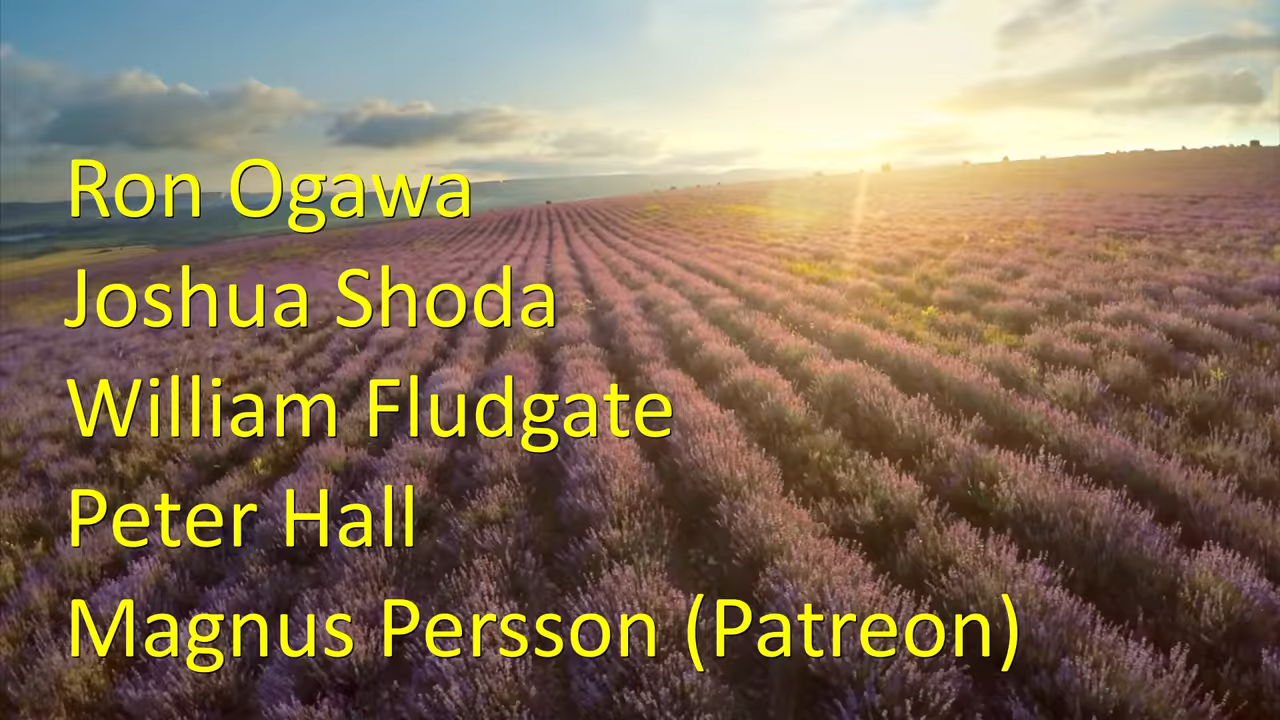 Ron Ogawa
Joshua Shoda
William Fludgate
Peter Hall
Magnus Persson (Patreon)